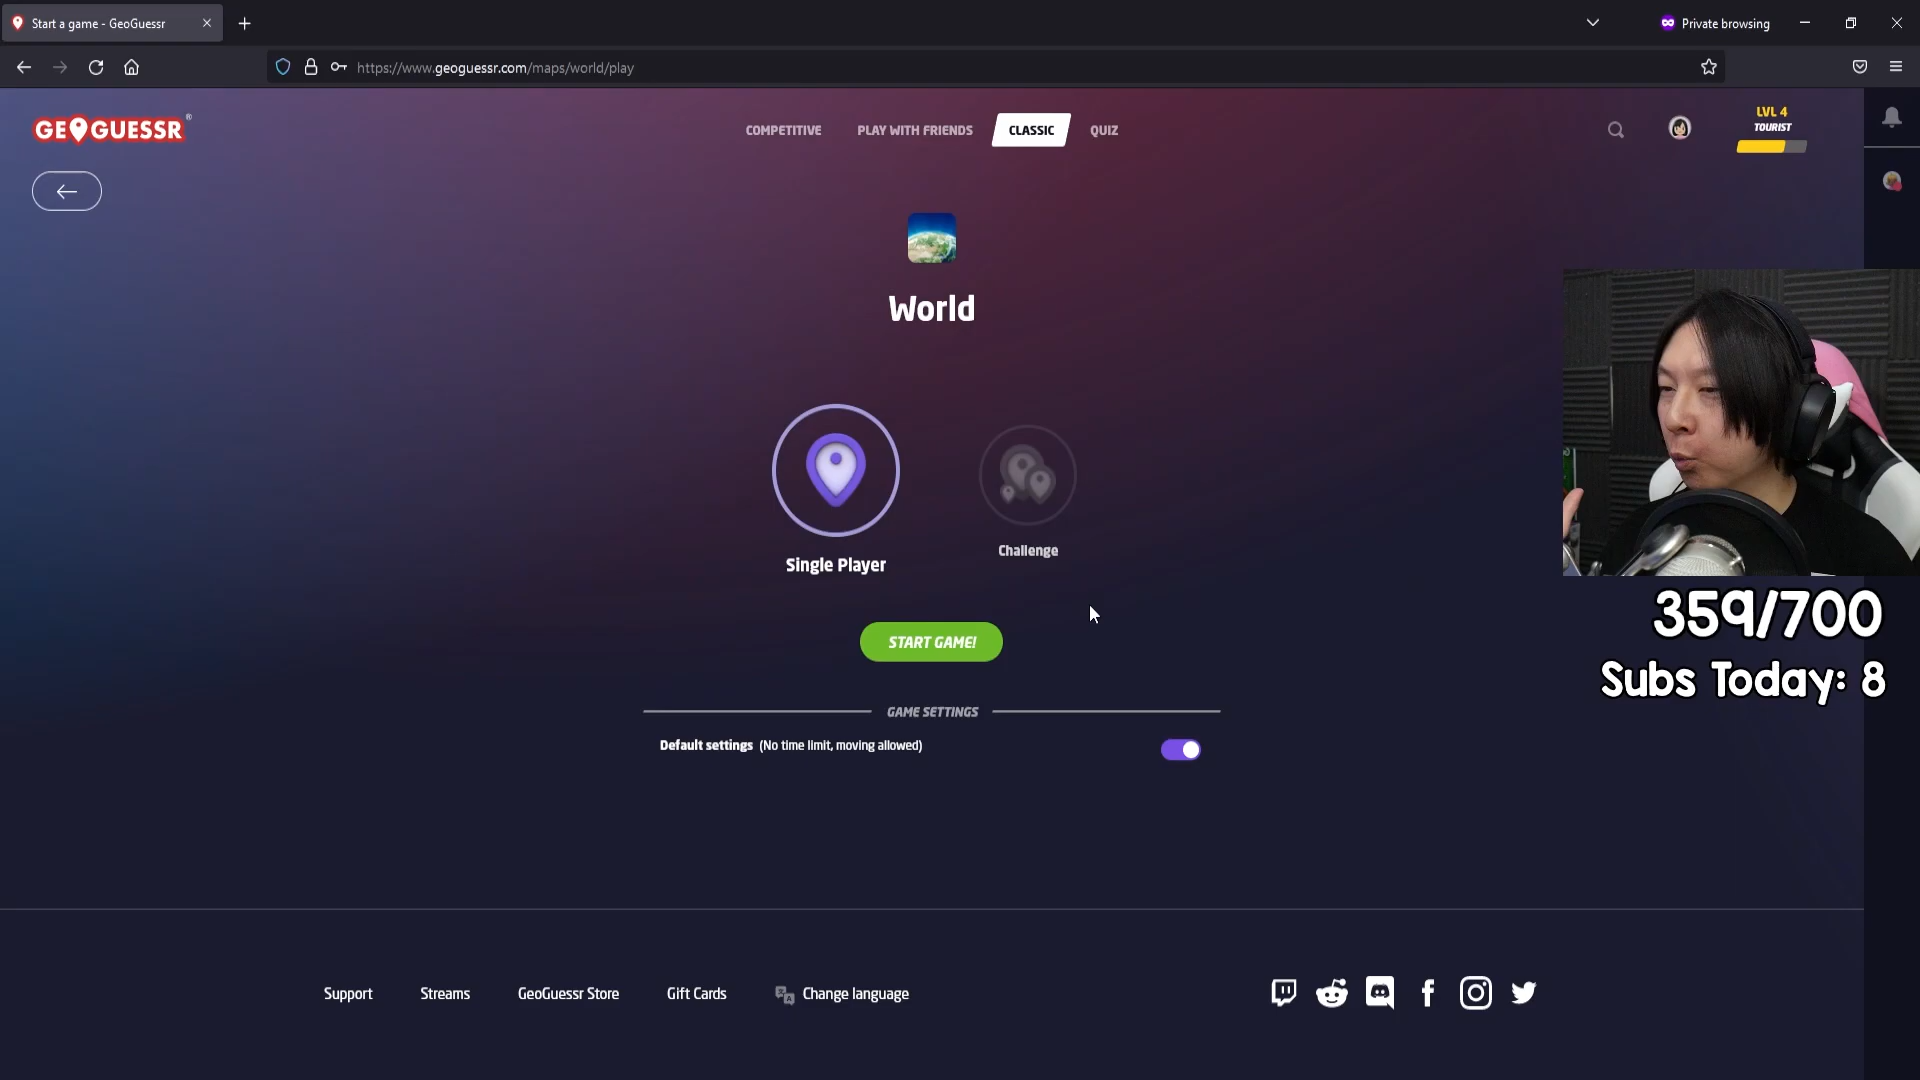 Start a game - GeoGuessr
Private browsing
https://www.geoguessr.com/maps/world/play
GEOGUESSR®
COMPETITIVE
PLAY WITH FRIENDS
CLASSIC
QUIZ
LVL 4
TOURIST
World
Single Player
Challenge
START GAME!
359/700
Subs Today: 8
GAME SETTINGS
Default settings (No time limit, moving allowed)
Support
Streams
GeoGuessr Store
Gift Cards
Change language